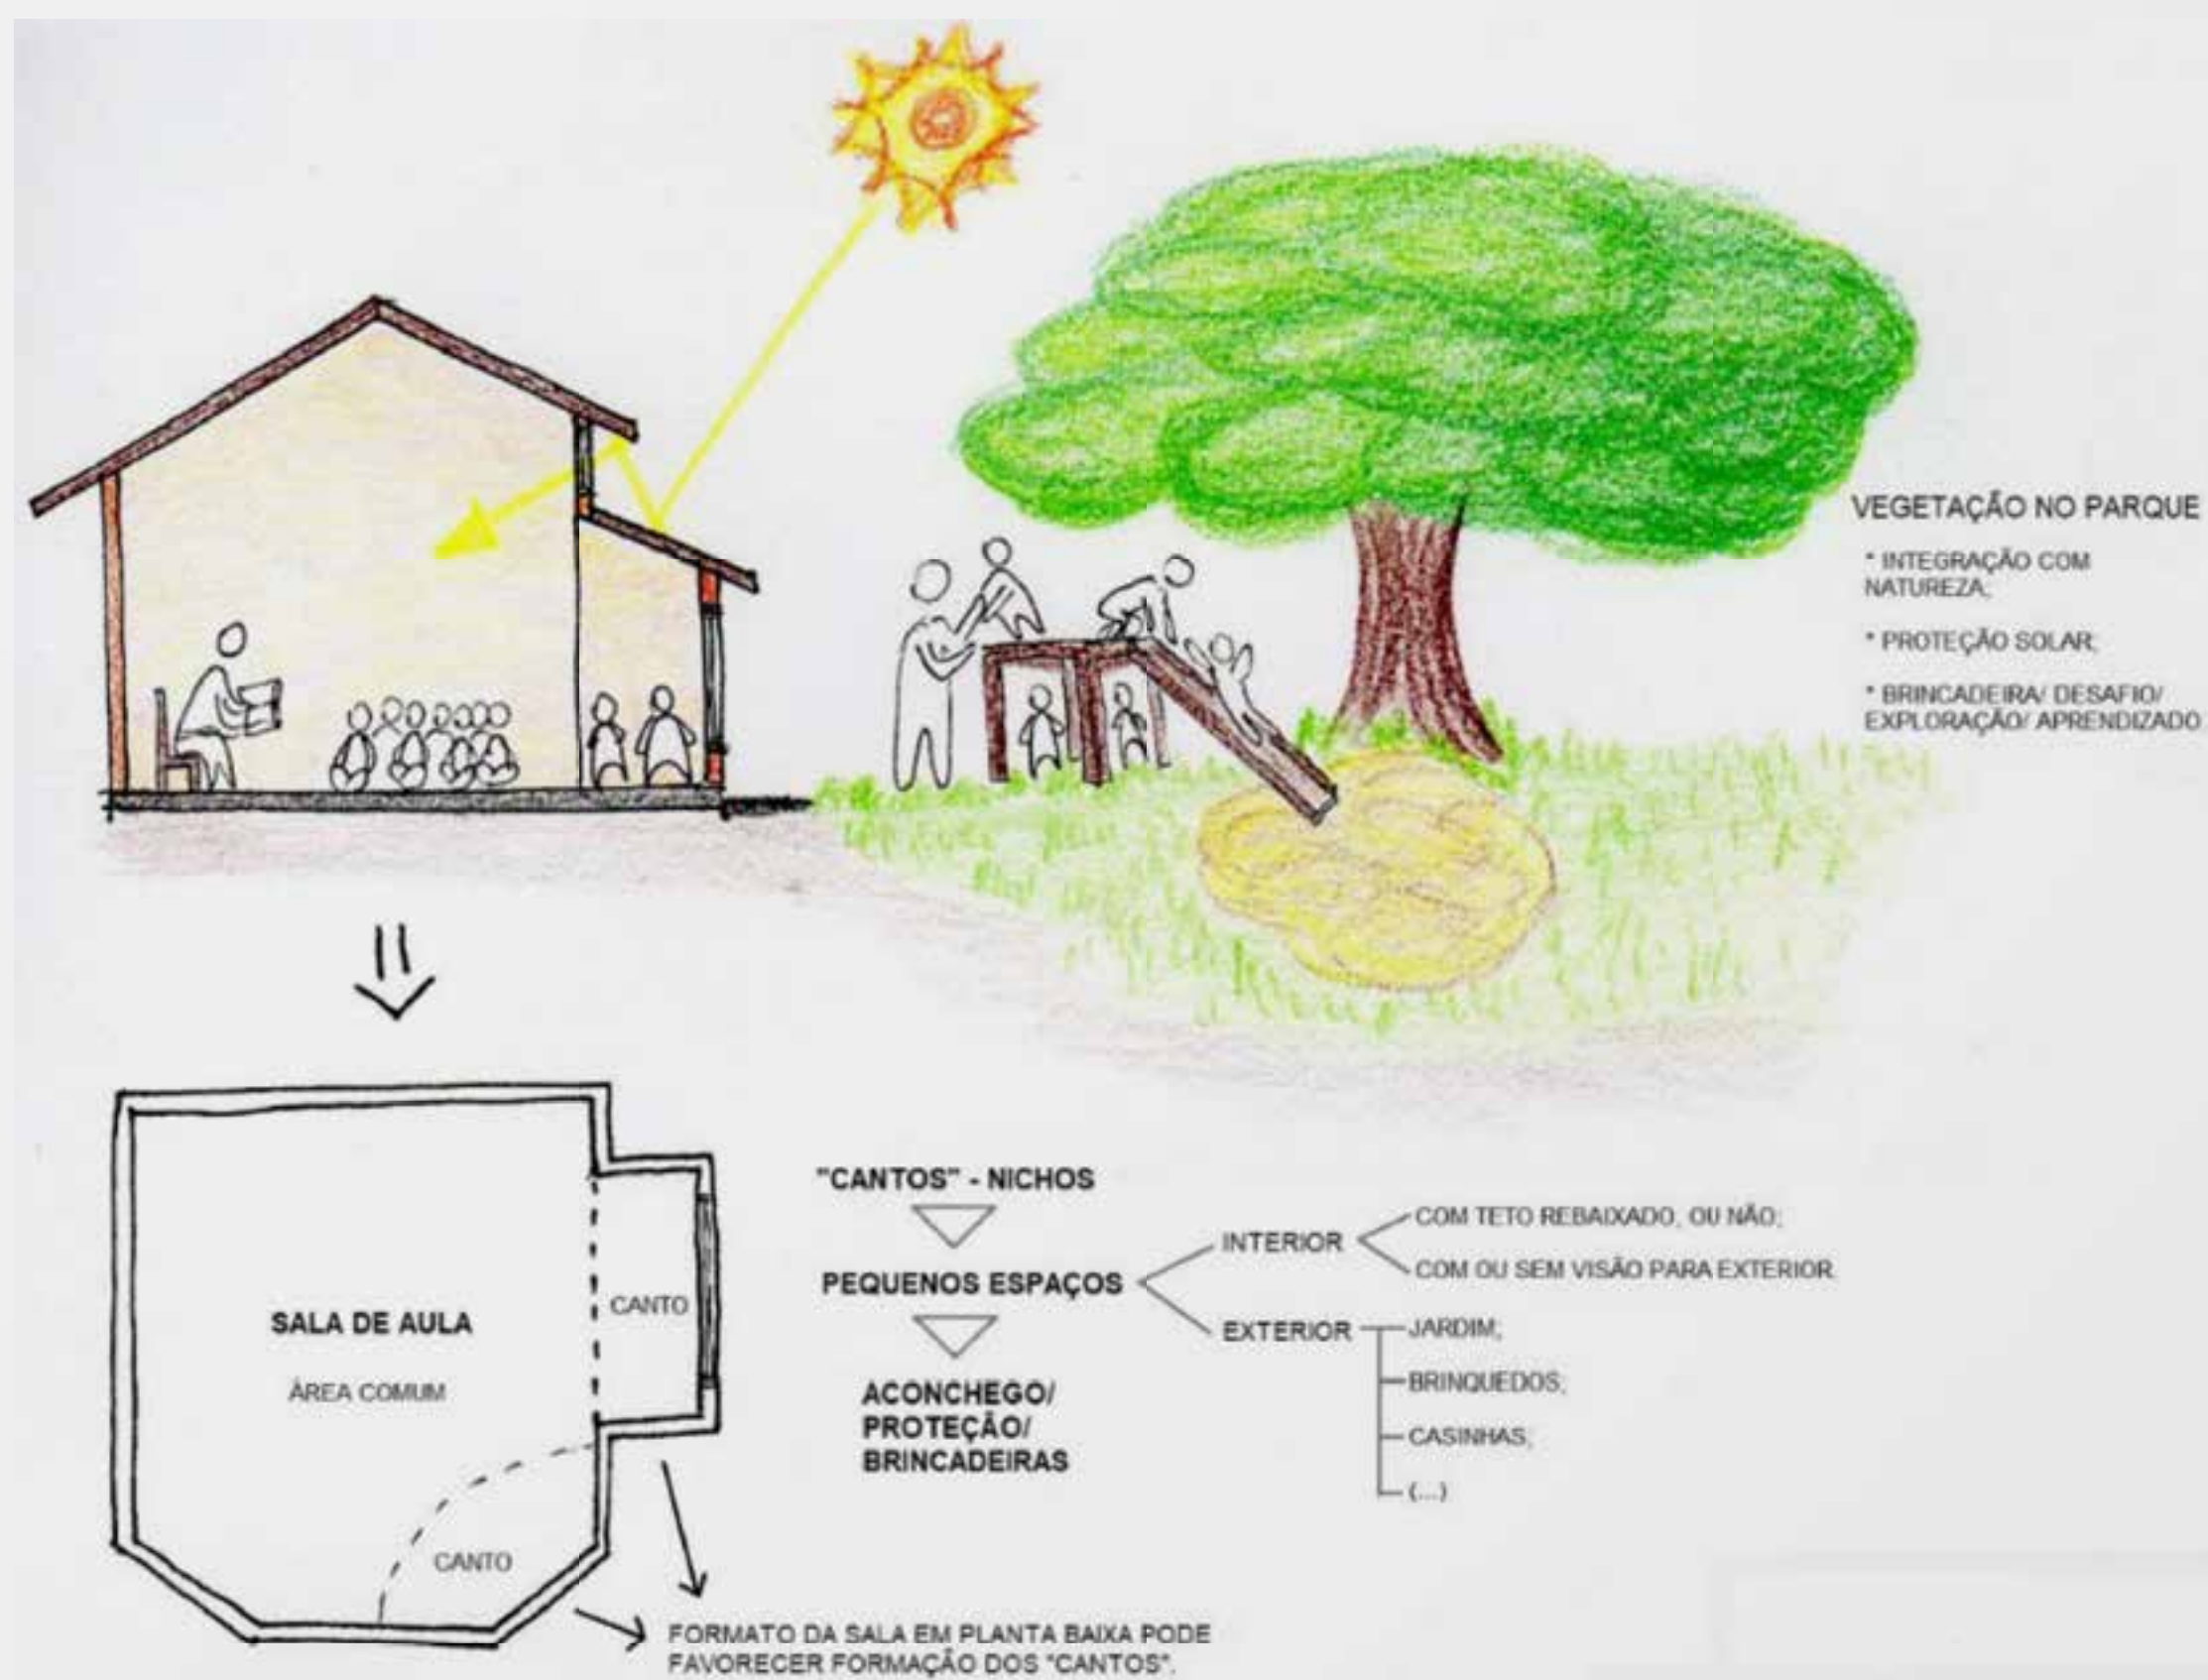 VEGETAÇÃO NO PARQUE
* INTEGRAÇÃO COM
NATUREZA;
* PROTEÇÃO SOLAR;
* BRINCADEIRA/ DESAFIO/
EXPLORAÇÃO/ APRENDIZADO
SALA DE AULA
ÁREA COMUM
CANTO
CANTO
"CANTOS" - NICHOS
PEQUENOS ESPAÇOS
ACONCHEGO/
PROTEÇÃO/
BRINCADEIRAS
INTERIOR
COM TETO REBAIXADO, OU NÃO;
COM OU SEM VISÃO PARA EXTERIOR.
EXTERIOR
JARDIM;
BRINQUEDOS;
CASINHAS;
(...)
FORMATO DA SALA EM PLANTA BAIXA PODE
FAVORECER FORMAÇÃO DOS "CANTOS".